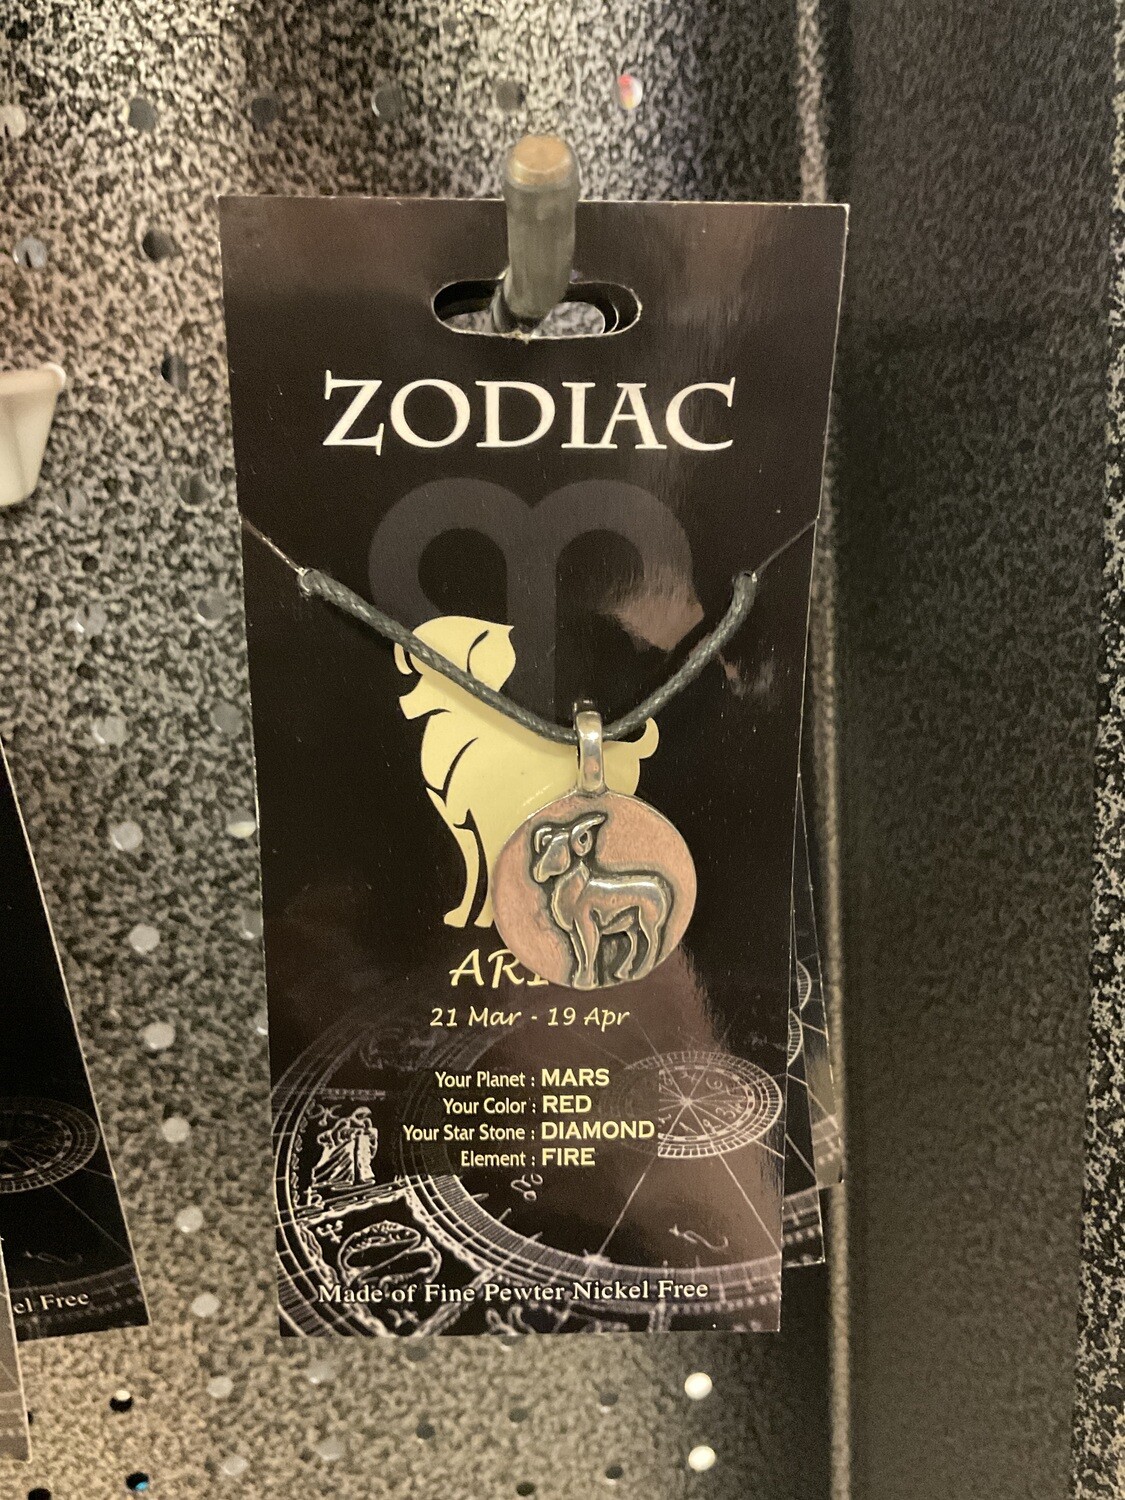 ZODIAC
21 Mar - 19 Apr
Your Planet : MARS
Your Color : RED
Your Star Stone : DIAMOND
Element : FIRE
Made of Fine Pewter Nickel Free
el Free